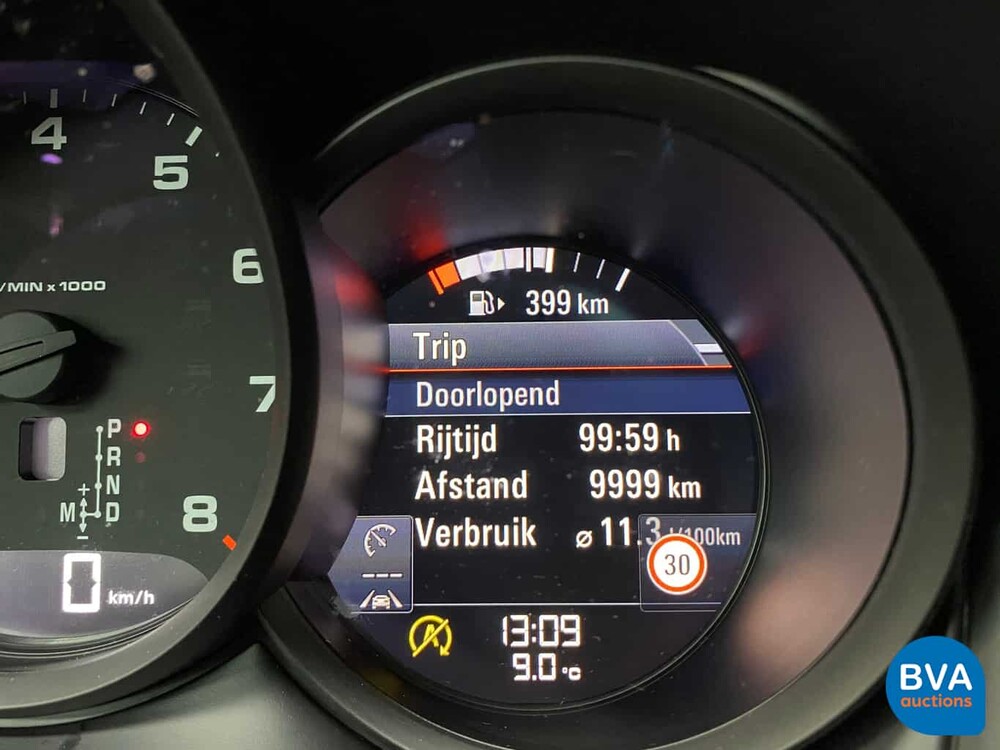 4
5
6
7
8
/MIN x 1000
P
R
N
M D
+
-
0 km/h
399 km
Trip
Doorlopend
Rijtijd 99:59 h
Afstand 9999 km
Verbruik ⌀ 11.3 l/100km
30
---
A
13:09
9.0 °C
BVA
auctions